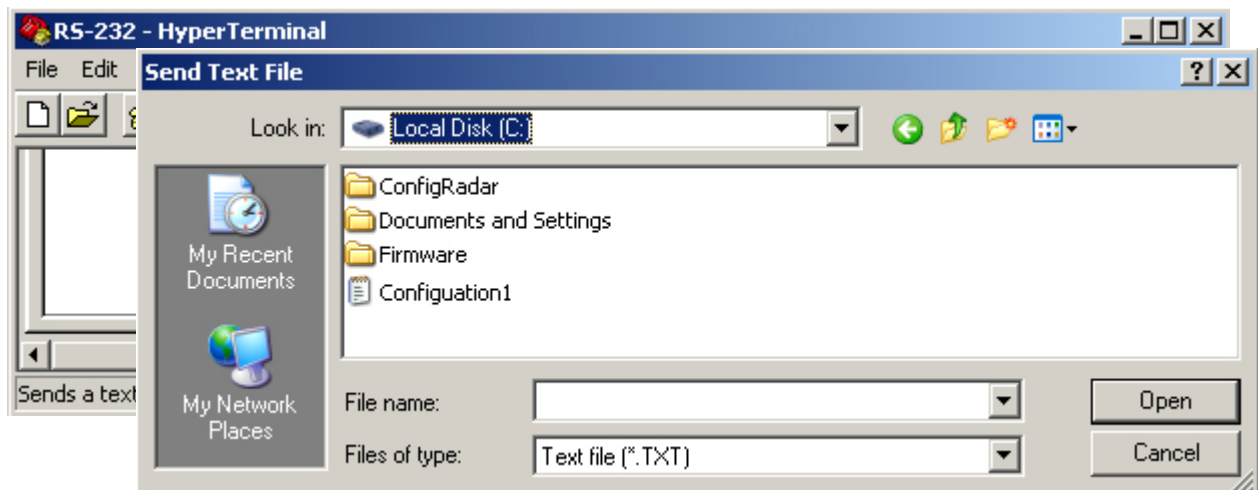 RS-232 - HyperTerminal
File Edit
Send Text File
Look in: Local Disk (C:
ConfigRadar
Documents and Settings
Firmware
Configuation1
My Recent
Documents
My Network
Places
Sends a text
File name:
Open
Files of type: Text file (*.TXT)
Cancel